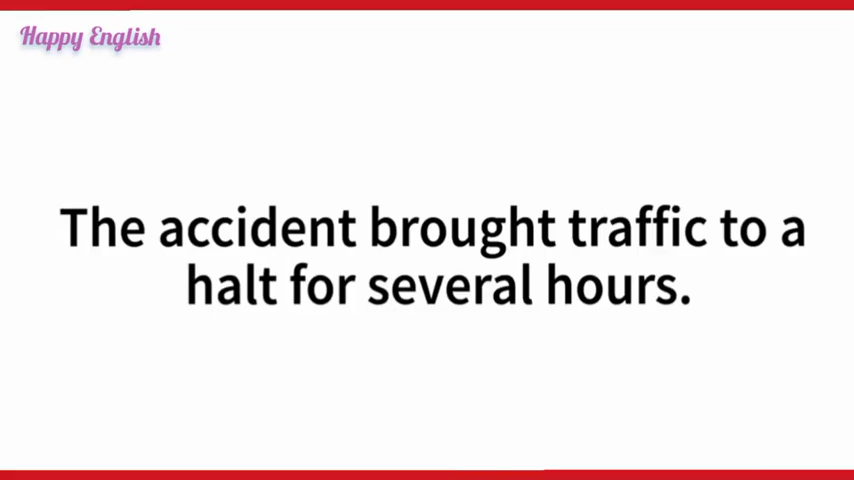 Happy English
The accident brought traffic to a
halt for several hours.